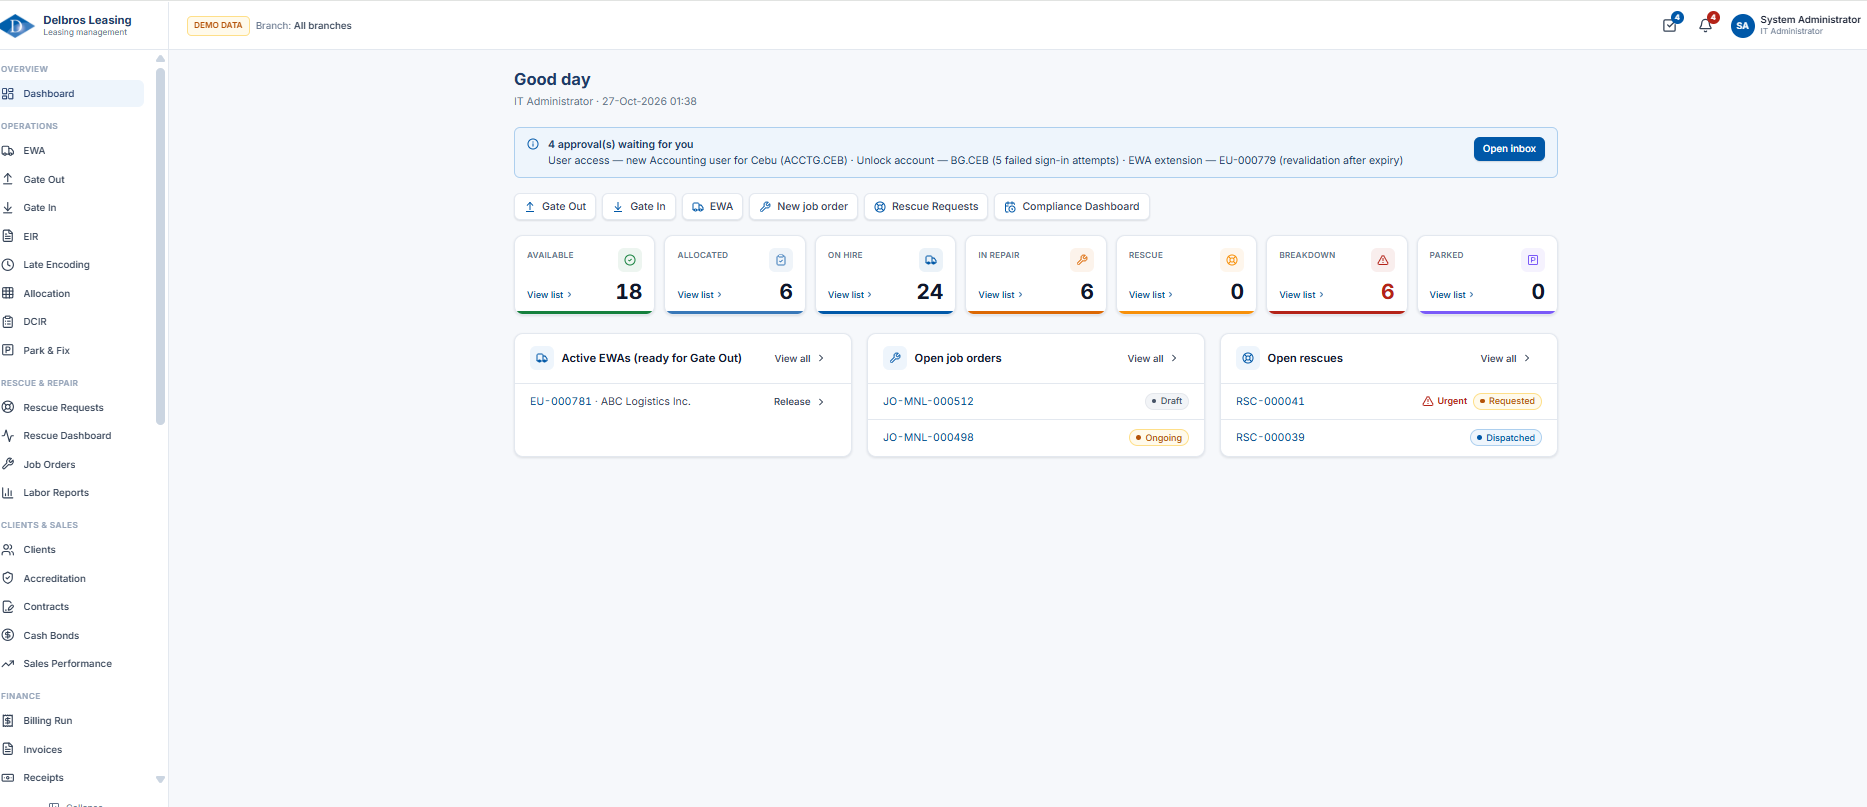 Delbros Leasing
Leasing management
DEMO DATA Branch: All branches
4 4 SA System Administrator
IT Administrator
OVERVIEW
Dashboard
OPERATIONS
EWA
Gate Out
Gate In
EIR
Late Encoding
Allocation
DCIR
Park & Fix
RESCUE & REPAIR
Rescue Requests
Rescue Dashboard
Job Orders
Labor Reports
CLIENTS & SALES
Clients
Accreditation
Contracts
Cash Bonds
Sales Performance
FINANCE
Billing Run
Invoices
Receipts
Collapse
Good day
IT Administrator · 27-Oct-2026 01:38
4 approval(s) waiting for you
User access — new Accounting user for Cebu (ACCTG.CEB) · Unlock account — BG.CEB (5 failed sign-in attempts) · EWA extension — EU-000779 (revalidation after expiry)
Open Inbox
Gate Out Gate In EWA New job order Rescue Requests Compliance Dashboard
AVAILABLE
View list › 18
ALLOCATED
View list › 6
ON HIRE
View list › 24
IN REPAIR
View list › 6
RESCUE
View list › 0
BREAKDOWN
View list › 6
PARKED
View list › 0
Active EWAs (ready for Gate Out) View all ›
EU-000781 · ABC Logistics Inc. Release ›
Open job orders View all ›
JO-MNL-000512 Draft
JO-MNL-000498 Ongoing
Open rescues View all ›
RSC-000041 Urgent Requested
RSC-000039 Dispatched